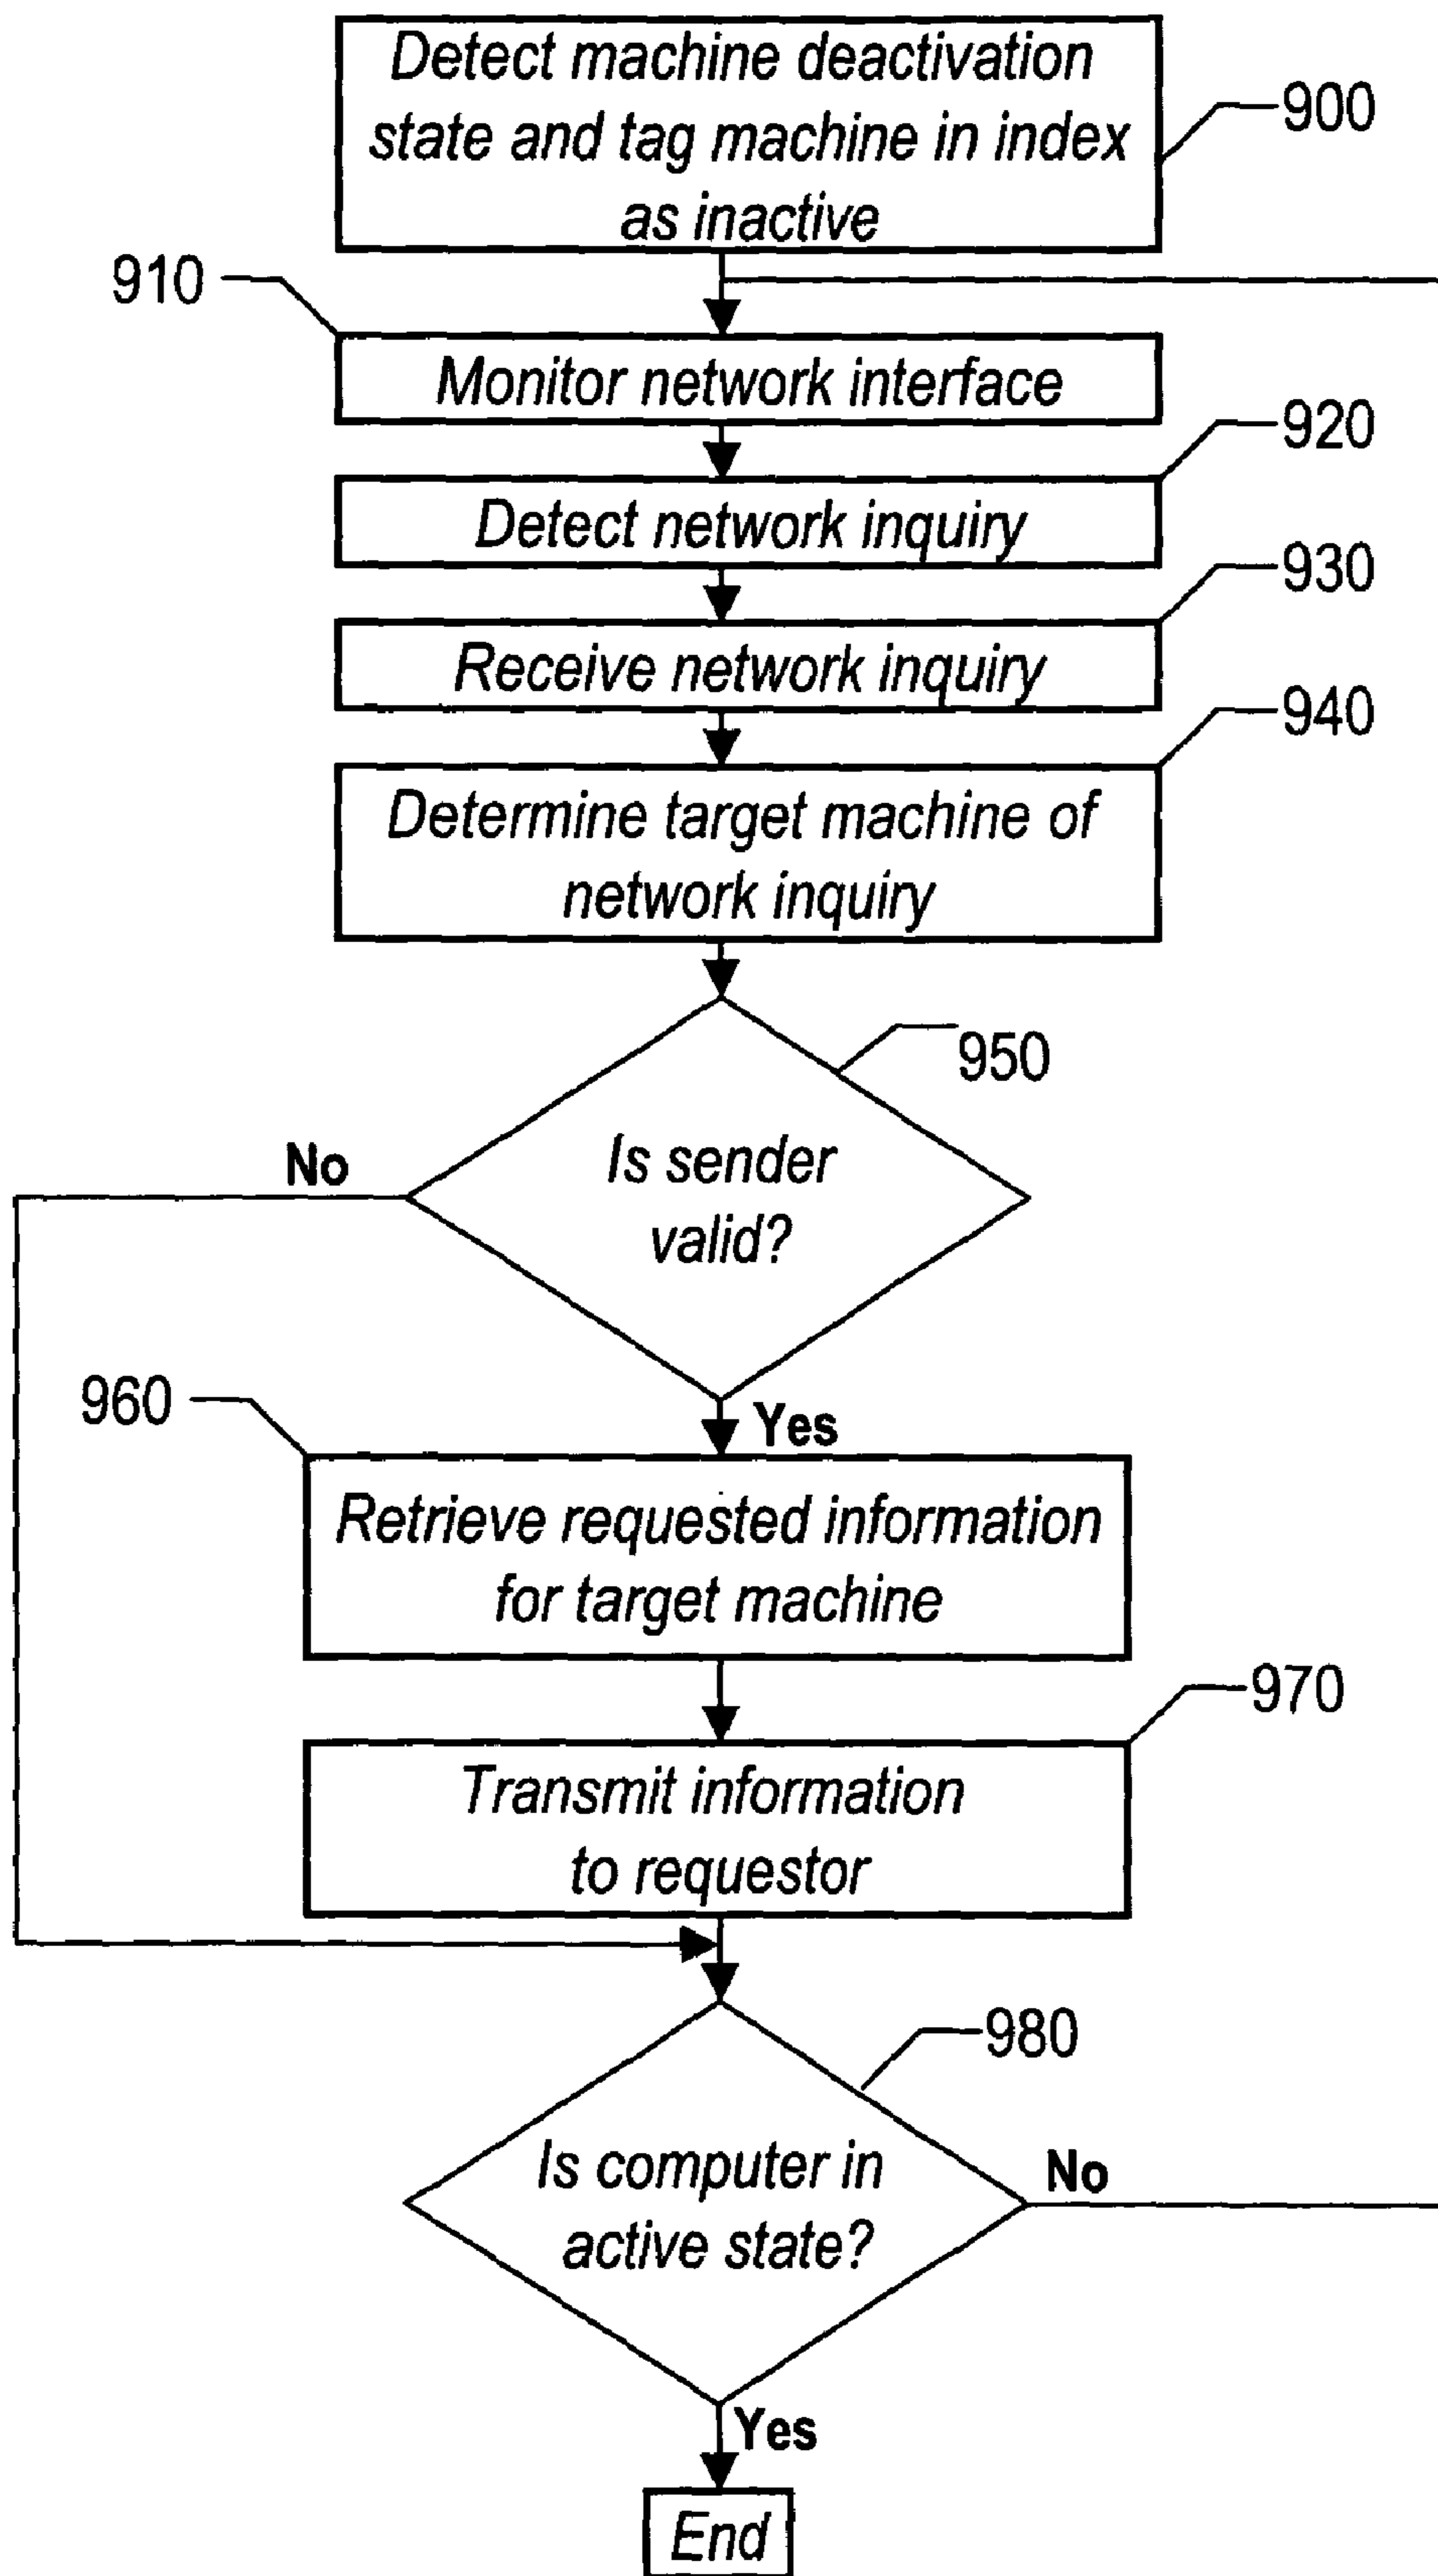 Detect machine deactivation
state and tag machine in index
as inactive
900
910
Monitor network interface
920
Detect network inquiry
930
Receive network inquiry
940
Determine target machine of
network inquiry
950
No
Is sender
valid?
960
Yes
Retrieve requested information
for target machine
970
Transmit information
to requestor
980
Is computer in
active state?
No
Yes
End